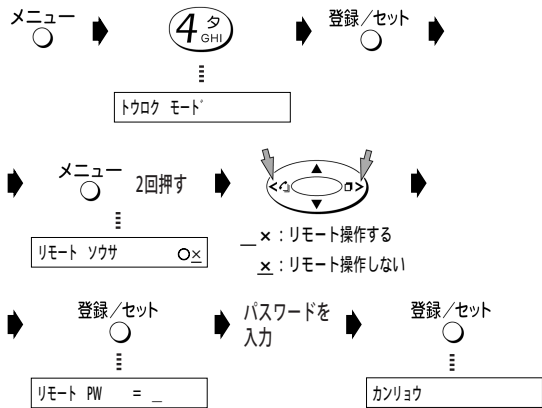 メニュー
4 タ GHI
登録／セット
トウロク モード
メニュー
2回押す
リモート ソウサ ○×
＿× ：リモート操作する
× ：リモート操作しない
登録／セット
リモート PW = _
パスワードを
入力
登録／セット
カンリョウ